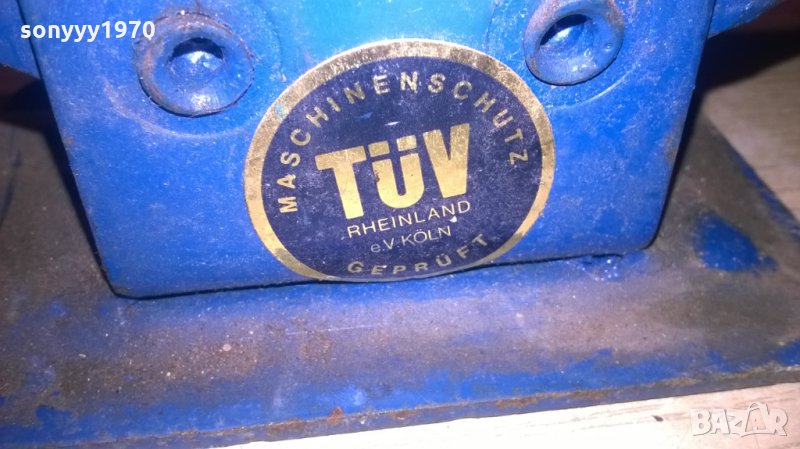 sonyyy1970
MASCHINENSCHUTZ
TÜV
RHEINLAND
e.V. KÖLN
GEPRÜFT
BAZAR